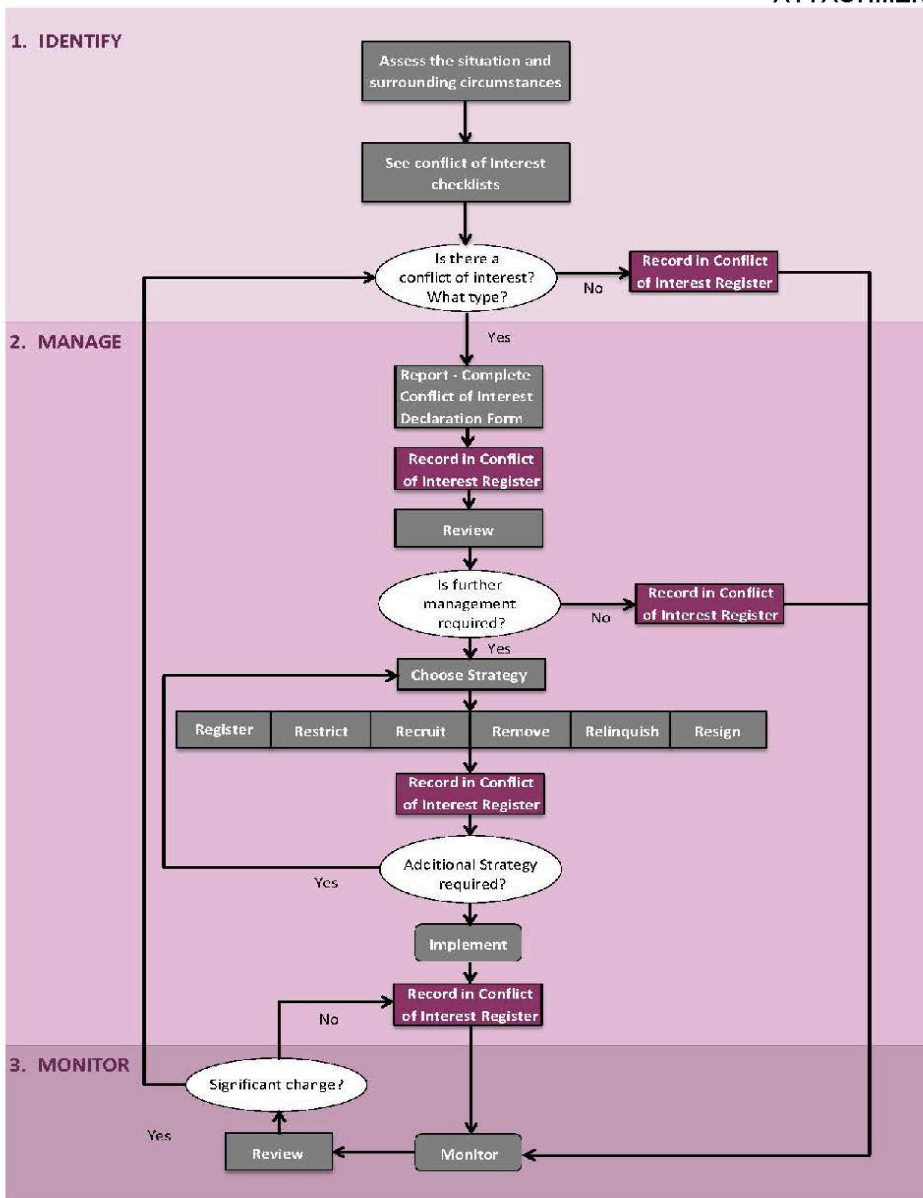 1. IDENTIFY
Assess the situation and
surrounding circumstances
See conflict of Interest
checklists
Is there a
conflict of interest?
What type?
No
Record in Conflict
of Interest Register
Yes
2. MANAGE
Report - Complete
Conflict of Interest
Declaration Form
Record in Conflict
of Interest Register
Review
Is further
management
required?
No
Record in Conflict
of Interest Register
Yes
Choose Strategy
Register
Restrict
Recruit
Remove
Relinquish
Resign
Record in Conflict
of Interest Register
Additional Strategy
required?
Yes
Implement
Record in Conflict
of Interest Register
No
3. MONITOR
Significant change?
Yes
Review
Monitor